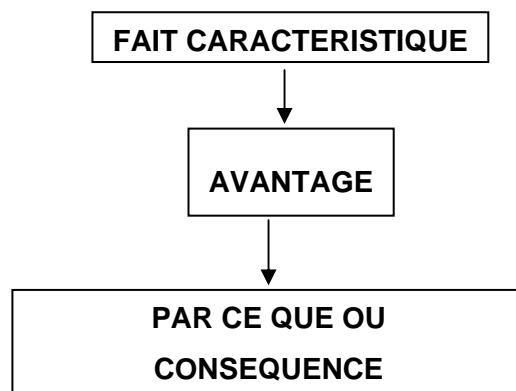 FAIT CARACTERISTIQUE
AVANTAGE
PAR CE QUE OU
CONSEQUENCE